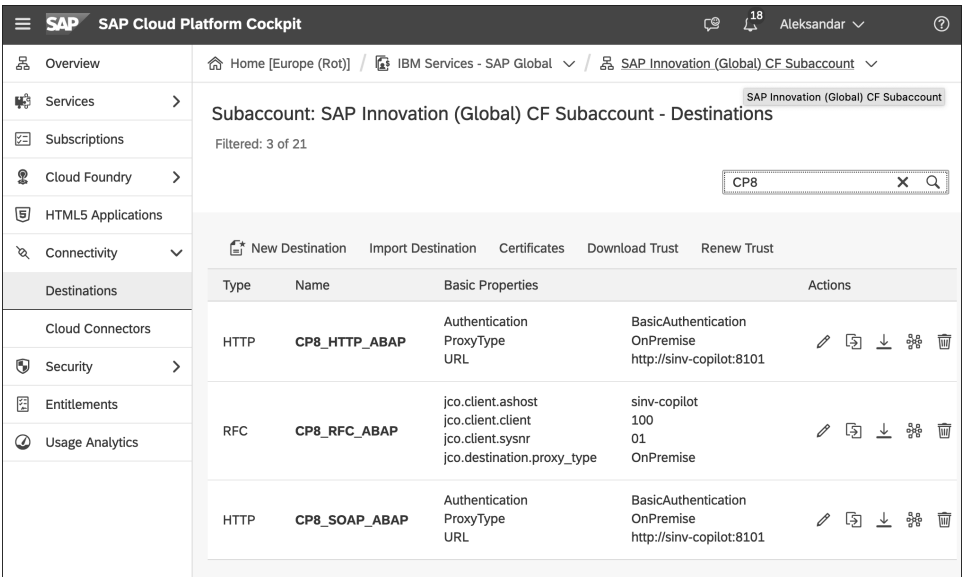 SAP SAP Cloud Platform Cockpit 18 Aleksandar
Overview
Services
Subscriptions
Cloud Foundry
HTML5 Applications
Connectivity
Destinations
Cloud Connectors
Security
Entitlements
Usage Analytics
Home [Europe (Rot)] / IBM Services - SAP Global / SAP Innovation (Global) CF Subaccount
SAP Innovation (Global) CF Subaccount
Subaccount: SAP Innovation (Global) CF Subaccount - Destinations
Filtered: 3 of 21
CP8
New Destination Import Destination Certificates Download Trust Renew Trust
Type Name Basic Properties Actions
HTTP CP8_HTTP_ABAP
Authentication BasicAuthentication
ProxyType OnPremise
URL http://sinv-copilot:8101
RFC CP8_RFC_ABAP
jco.client.ashost sinv-copilot
jco.client.client 100
jco.client.sysnr 01
jco.destination.proxy_type OnPremise
HTTP CP8_SOAP_ABAP
Authentication BasicAuthentication
ProxyType OnPremise
URL http://sinv-copilot:8101